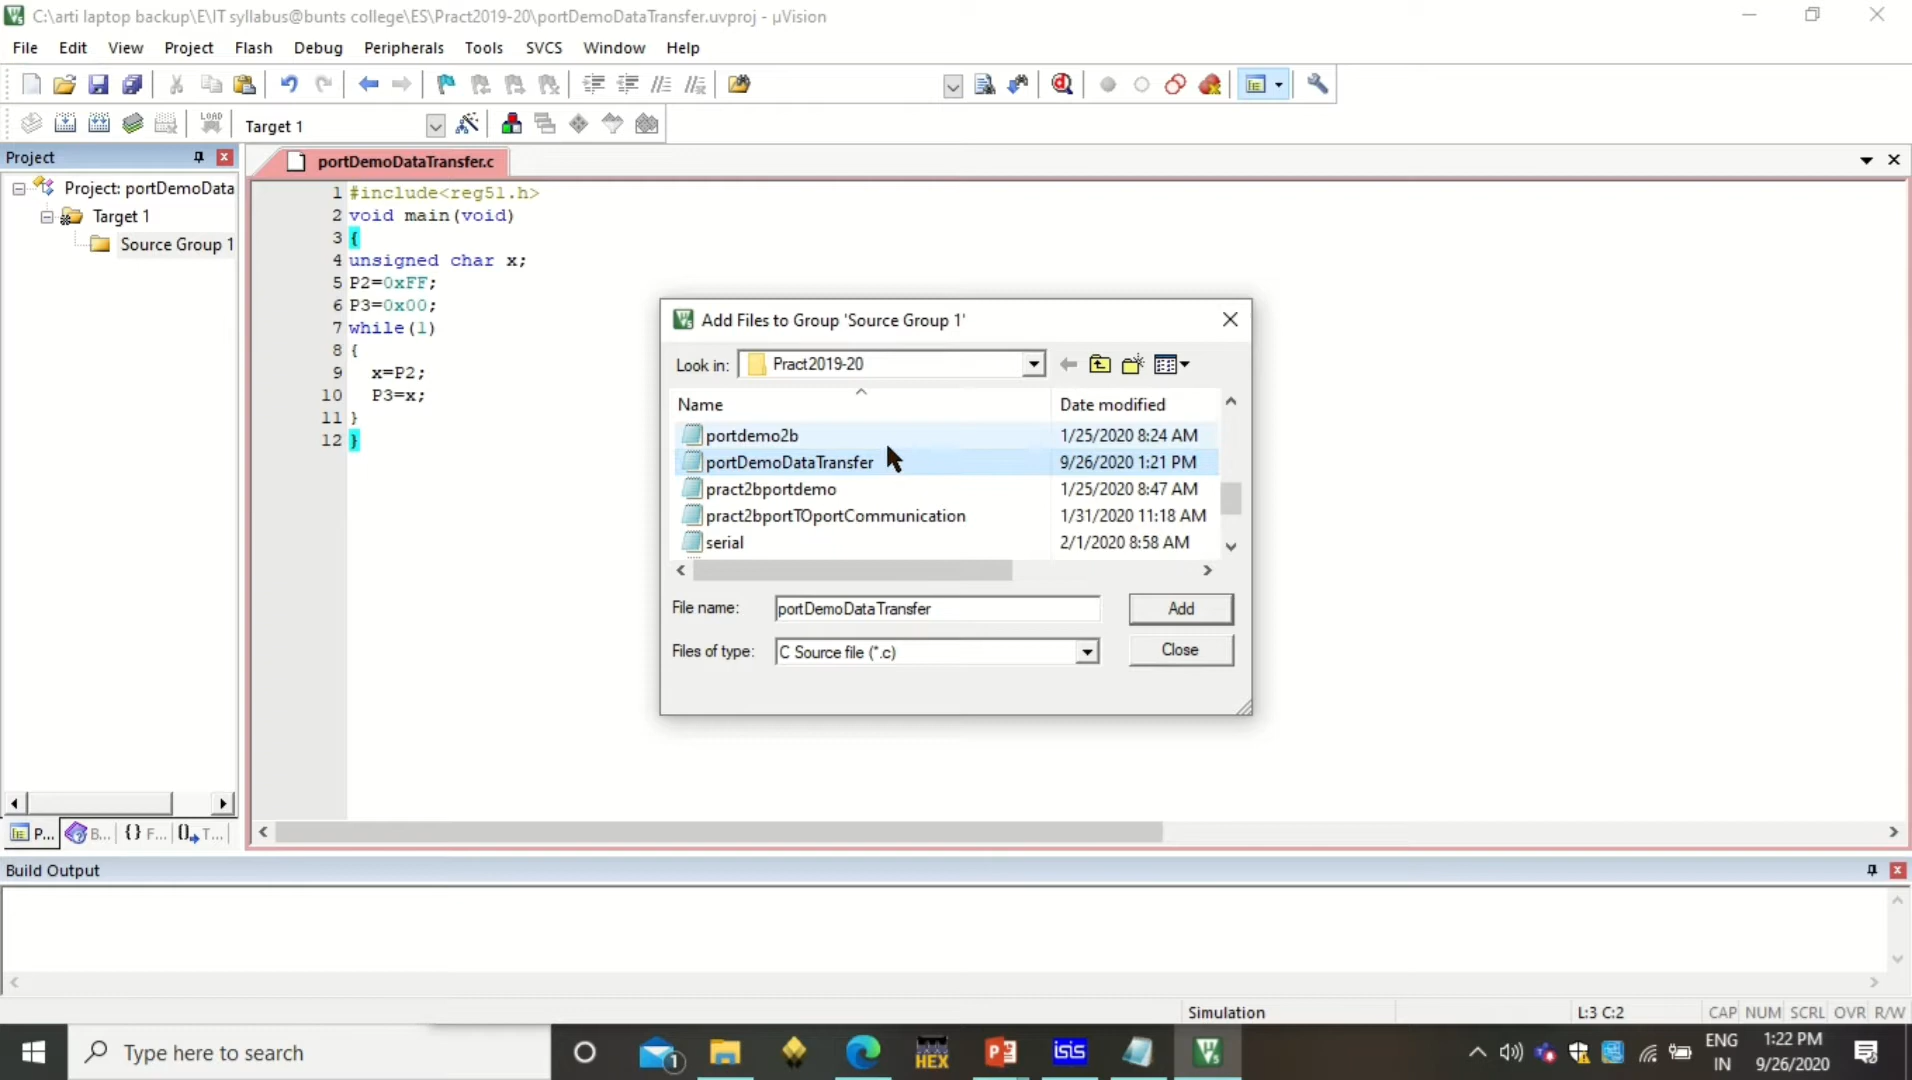 C:\arti laptop backup\E\IT syllabus@bunts college\ES\Pract2019-20\portDemoDataTransfer.uvproj - µVision
File Edit View Project Flash Debug Peripherals Tools SVCS Window Help
LOAD Target 1
Project
portDemoDataTransfer.c
Project: portDemoData
Target 1
Source Group 1
1 #include<reg51.h>
2 void main(void)
3 {
4 unsigned char x;
5 P2=0xFF;
6 P3=0x00;
7 while(1)
8 {
9 x=P2;
10 P3=x;
11 }
12 }
Add Files to Group 'Source Group 1'
Look in: Pract2019-20
Name Date modified
portdemo2b 1/25/2020 8:24 AM
portDemoDataTransfer 9/26/2020 1:21 PM
pract2bportdemo 1/25/2020 8:47 AM
pract2bportTOportCommunication 1/31/2020 11:18 AM
serial 2/1/2020 8:58 AM
File name: portDemoDataTransfer Add
Files of type: C Source file (*.c) Close
P... B... {} F... 0 T...
Build Output
Simulation L:3 C:2 CAP NUM SCRL OVR R/W
Type here to search 1 HEX isis ENG 1:22 PM
IN 9/26/2020